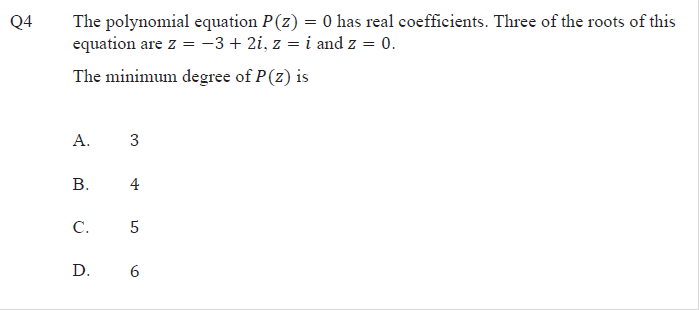 Q4 The polynomial equation P(z) = 0 has real coefficients. Three of the roots of this
equation are z = −3 + 2i, z = i and z = 0.
The minimum degree of P(z) is
A. 3
B. 4
C. 5
D. 6